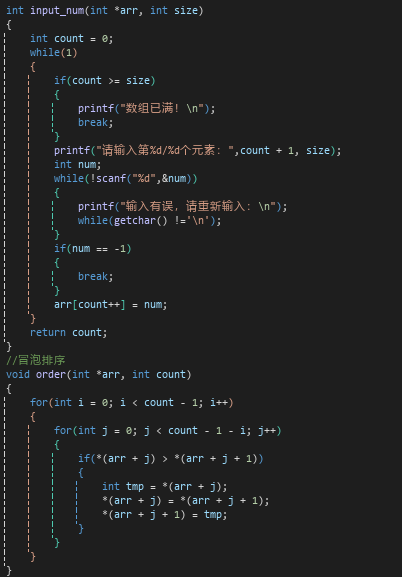 int input_num(int *arr, int size)
{
    int count = 0;
    while(1)
    {
        if(count >= size)
        {
            printf("数组已满! \n");
            break;
        }
        printf("请输入第%d/%d个元素: ",count + 1, size);
        int num;
        while(!scanf("%d",&num))
        {
            printf("输入有误, 请重新输入: \n");
            while(getchar() !='\n');
        }
        if(num == -1)
        {
            break;
        }
        arr[count++] = num;
    }
    return count;
}
//冒泡排序
void order(int *arr, int count)
{
    for(int i = 0; i < count - 1; i++)
    {
        for(int j = 0; j < count - 1 - i; j++)
        {
            if(*(arr + j) > *(arr + j + 1))
            {
                int tmp = *(arr + j);
                *(arr + j) = *(arr + j + 1);
                *(arr + j + 1) = tmp;
            }
        }
    }
}